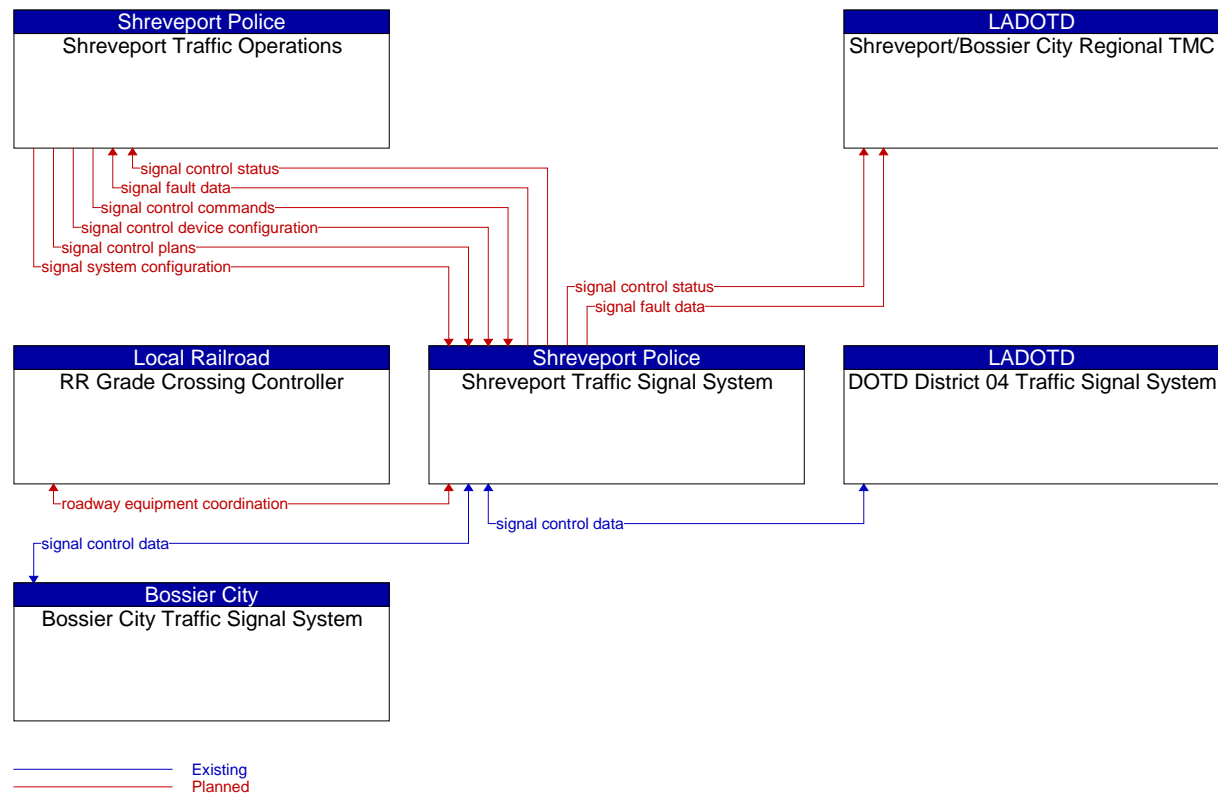 Shreveport Police
Shreveport Traffic Operations
LADOTD
Shreveport/Bossier City Regional TMC
signal control status
signal fault data
signal control commands
signal control device configuration
signal control plans
signal system configuration
signal control status
signal fault data
Local Railroad
RR Grade Crossing Controller
Shreveport Police
Shreveport Traffic Signal System
LADOTD
DOTD District 04 Traffic Signal System
roadway equipment coordination
signal control data
signal control data
Bossier City
Bossier City Traffic Signal System
Existing
Planned